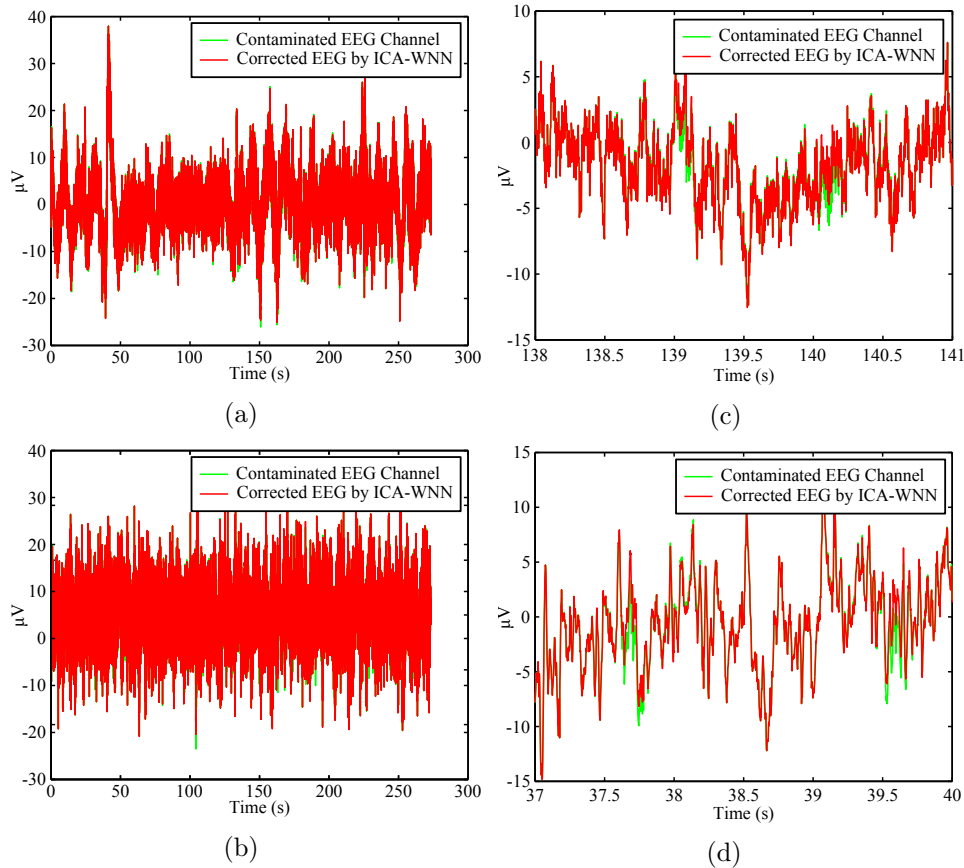 40
30
20
10
0
-10
-20
-30
0 50 100 150 200 250 300
µV
Time (s)
Contaminated EEG Channel
Corrected EEG by ICA-WNN
(a)
10
5
0
-5
-10
-15
138 138.5 139 139.5 140 140.5 141
µV
Time (s)
Contaminated EEG Channel
Corrected EEG by ICA-WNN
(c)
40
30
20
10
0
-10
-20
-30
0 50 100 150 200 250 300
µV
Time (s)
Contaminated EEG Channel
Corrected EEG by ICA-WNN
(b)
15
10
5
0
-5
-10
-15
37 37.5 38 38.5 39 39.5 40
µV
Time (s)
Contaminated EEG Channel
Corrected EEG by ICA-WNN
(d)